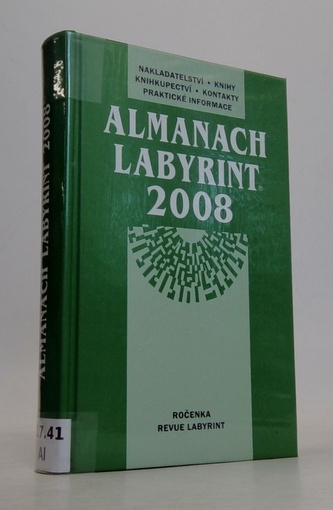 NAKLADATELSTVÍ • KNIHY
KNIHKUPECTVÍ • KONTAKTY
PRAKTICKÉ INFORMACE
ALMANACH
LABYRINT
2008
ROČENKA
REVUE LABYRINT
ALMANACH LABYRINT 2008
7.41
Al